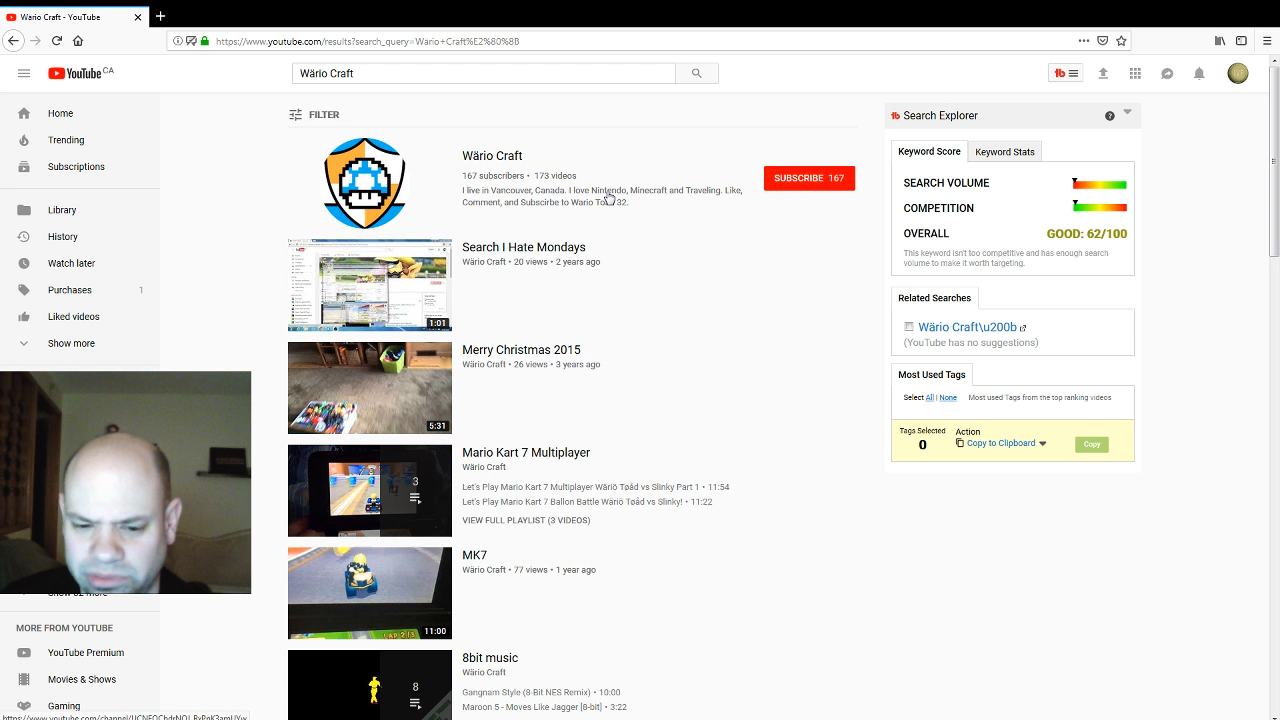 Wärio Craft - YouTube
https://www.youtube.com/results?search_query=Wärio+Craft%E2%80%8B
YouTube CA
Wärio Craft
Home
Trending
Subscriptions
Library
History
Watch later
Purchases
1
Liked videos
Show more
MORE FROM YOUTUBE
YouTube Premium
Movies & Shows
Gaming
FILTER
Wärio Craft
167 subscribers • 173 videos
SUBSCRIBE 167
I live in Vancouver, Canada. I love Nintendo, Minecraft and Traveling. Like,
Comment, and Subscirbe to Wario 32.
Search I Hate Mondays
Wärio Craft • 20 views • 2 years ago
1:01
Merry Christmas 2015
Wärio Craft • 26 views • 3 years ago
5:31
Mario Kart 7 Multiplayer
Wärio Craft
3
Let's Play Mario Kart 7 Multiplayer Wäriö Tøåd vs Slinky Part 1 • 11:54
Let's Play Mario Kart 7 Ballon Battle Wäriö Tøåd vs Slinky! • 11:22
VIEW FULL PLAYLIST (3 VIDEOS)
MK7
Wärio Craft • 77 views • 1 year ago
LAP 2/3
11:00
8bit music
Wärio Craft
8
Gangnam Style (8-Bit NES Remix) • 10:00
Maroon 5 - Moves Like Jagger [8-bit] • 3:22
tb
tb Search Explorer
Keyword Score
Keyword Stats
SEARCH VOLUME
COMPETITION
OVERALL
GOOD: 62/100
This keyword isn't too competitive and has enough search
volume to make it worth targeting.
Related Searches
Wärio Craft\u200b
(YouTube has no suggestions)
Most Used Tags
Select All | None
Most used Tags from the top ranking videos
Tags Selected
0
Action
Copy to Clipboard
Copy